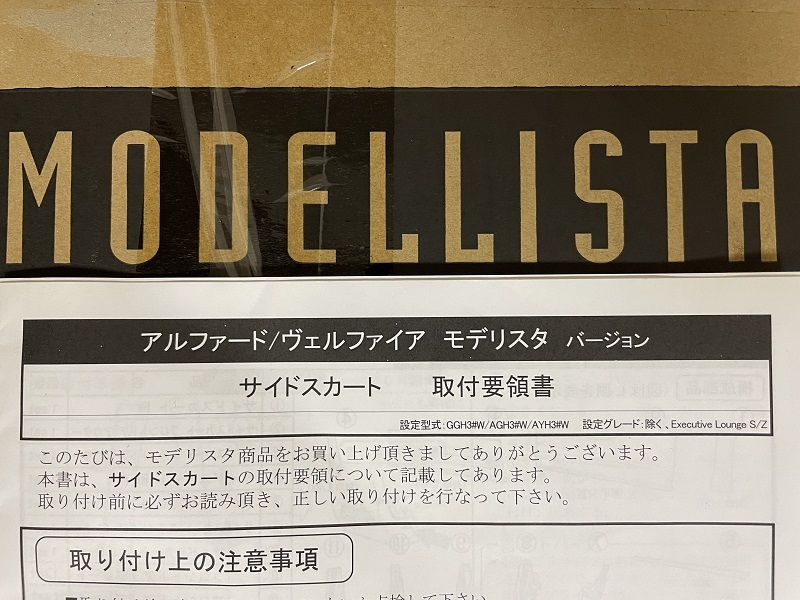 MODELLISTA
アルファード/ヴェルファイア モデリスタ バージョン
サイドスカート 取付要領書
設定型式:GGH3#W/AGH3#W/AYH3#W 設定グレード:除く、Executive Lounge S/Z
このたびは、モデリスタ商品をお買い上げ頂きましてありがとうございます。
本書は、サイドスカートの取付要領について記載してあります。
取り付け前に必ずお読み頂き、正しい取り付けを行なって下さい。
取り付け上の注意事項